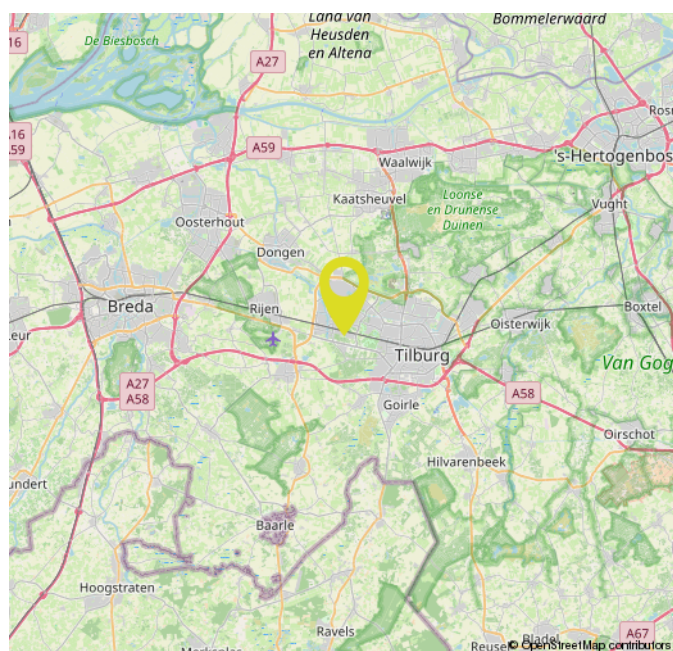 Land van
Heusden
en Altena
Bommelerwaard
De Biesbosch
A16
A27
A16
A59
A59
Waalwijk
's-Hertogenbos
Kaatsheuvel
Loonse
en Drunense
Duinen
Vught
Oosterhout
Dongen
Breda
Rijen
Boxtel
Oisterwijk
Tilburg
Van Gog
A27
A58
A58
Goirle
Oirschot
Hilvarenbeek
Baarle
Hoogstraten
Ravels
Reusel
Bladel
A67
© OpenStreetMap contributors